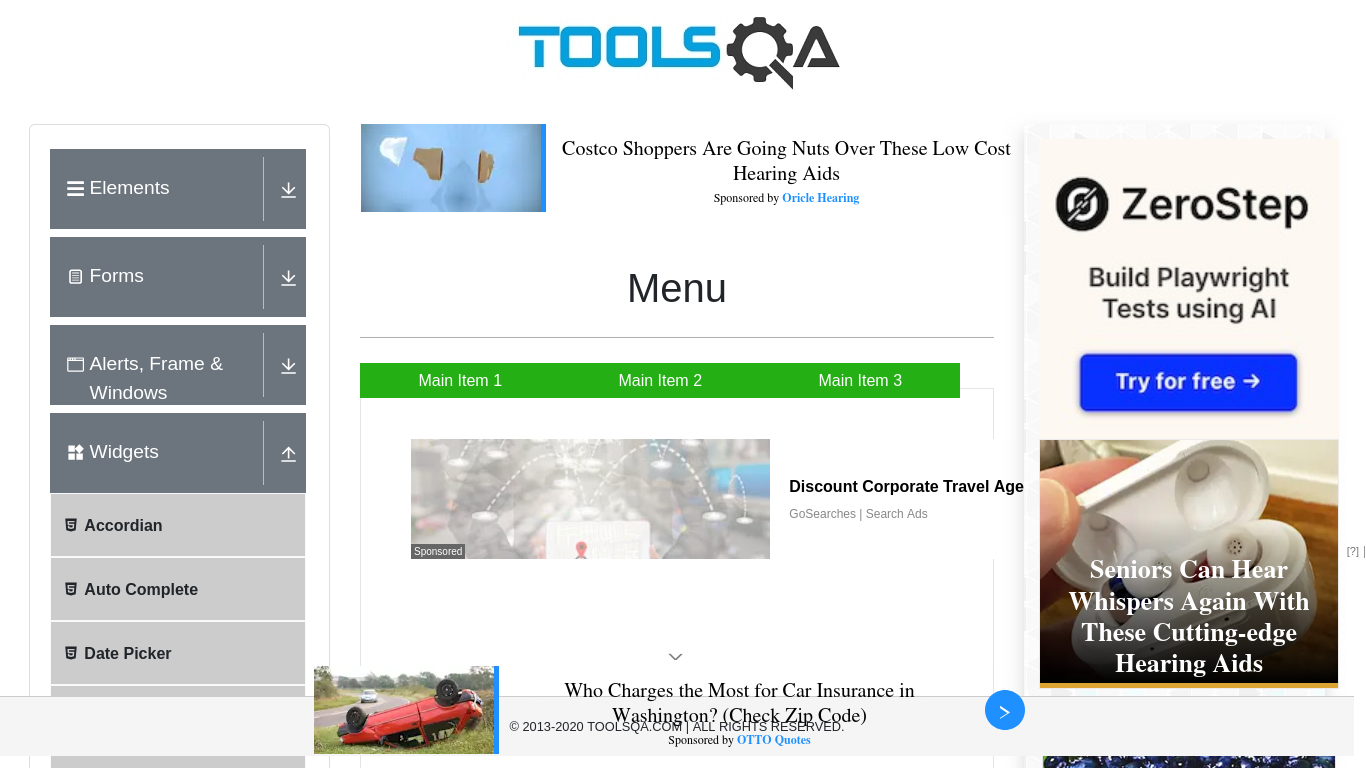 TOOLSQA
Elements
Forms
Alerts, Frame &
Windows
Widgets
Accordian
Auto Complete
Date Picker
Costco Shoppers Are Going Nuts Over These Low Cost
Hearing Aids
Sponsored by Oricle Hearing
Menu
Main Item 1
Main Item 2
Main Item 3
Discount Corporate Travel Age
GoSearches | Search Ads
Sponsored
ZeroStep
Build Playwright
Tests using AI
Try for free →
Seniors Can Hear
Whispers Again With
These Cutting-edge
Hearing Aids
[?] |
Who Charges the Most for Car Insurance in
Washington? (Check Zip Code)
Sponsored by OTTO Quotes
© 2013-2020 TOOLSQA.COM | ALL RIGHTS RESERVED.